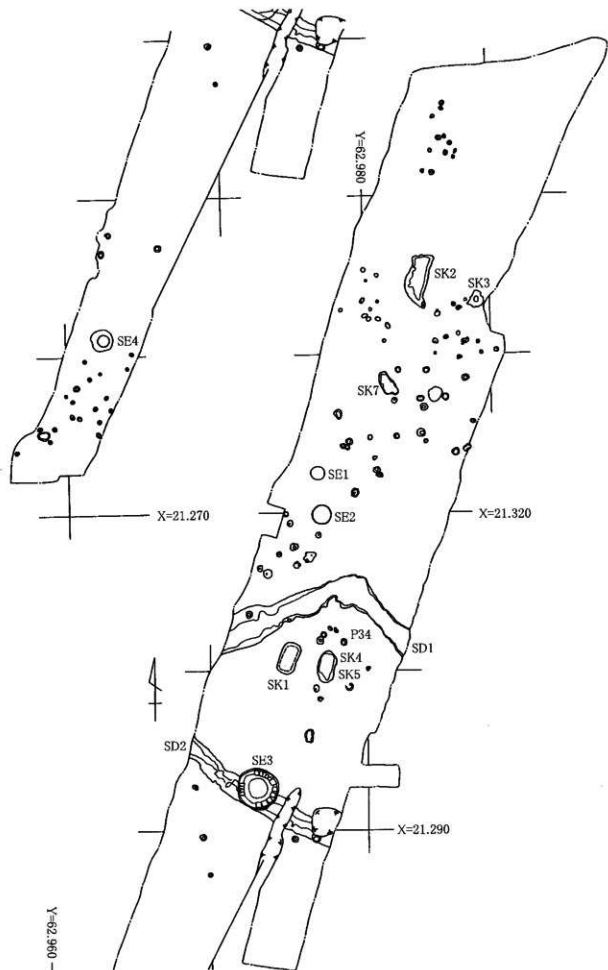 Y=62.980
SK2
SK3
SE4
SK7
SE1
SE2
X=21.270
X=21.320
P34
SD1
SK4
SK1
SK5
SD2
SE3
X=21.290
Y=62.960